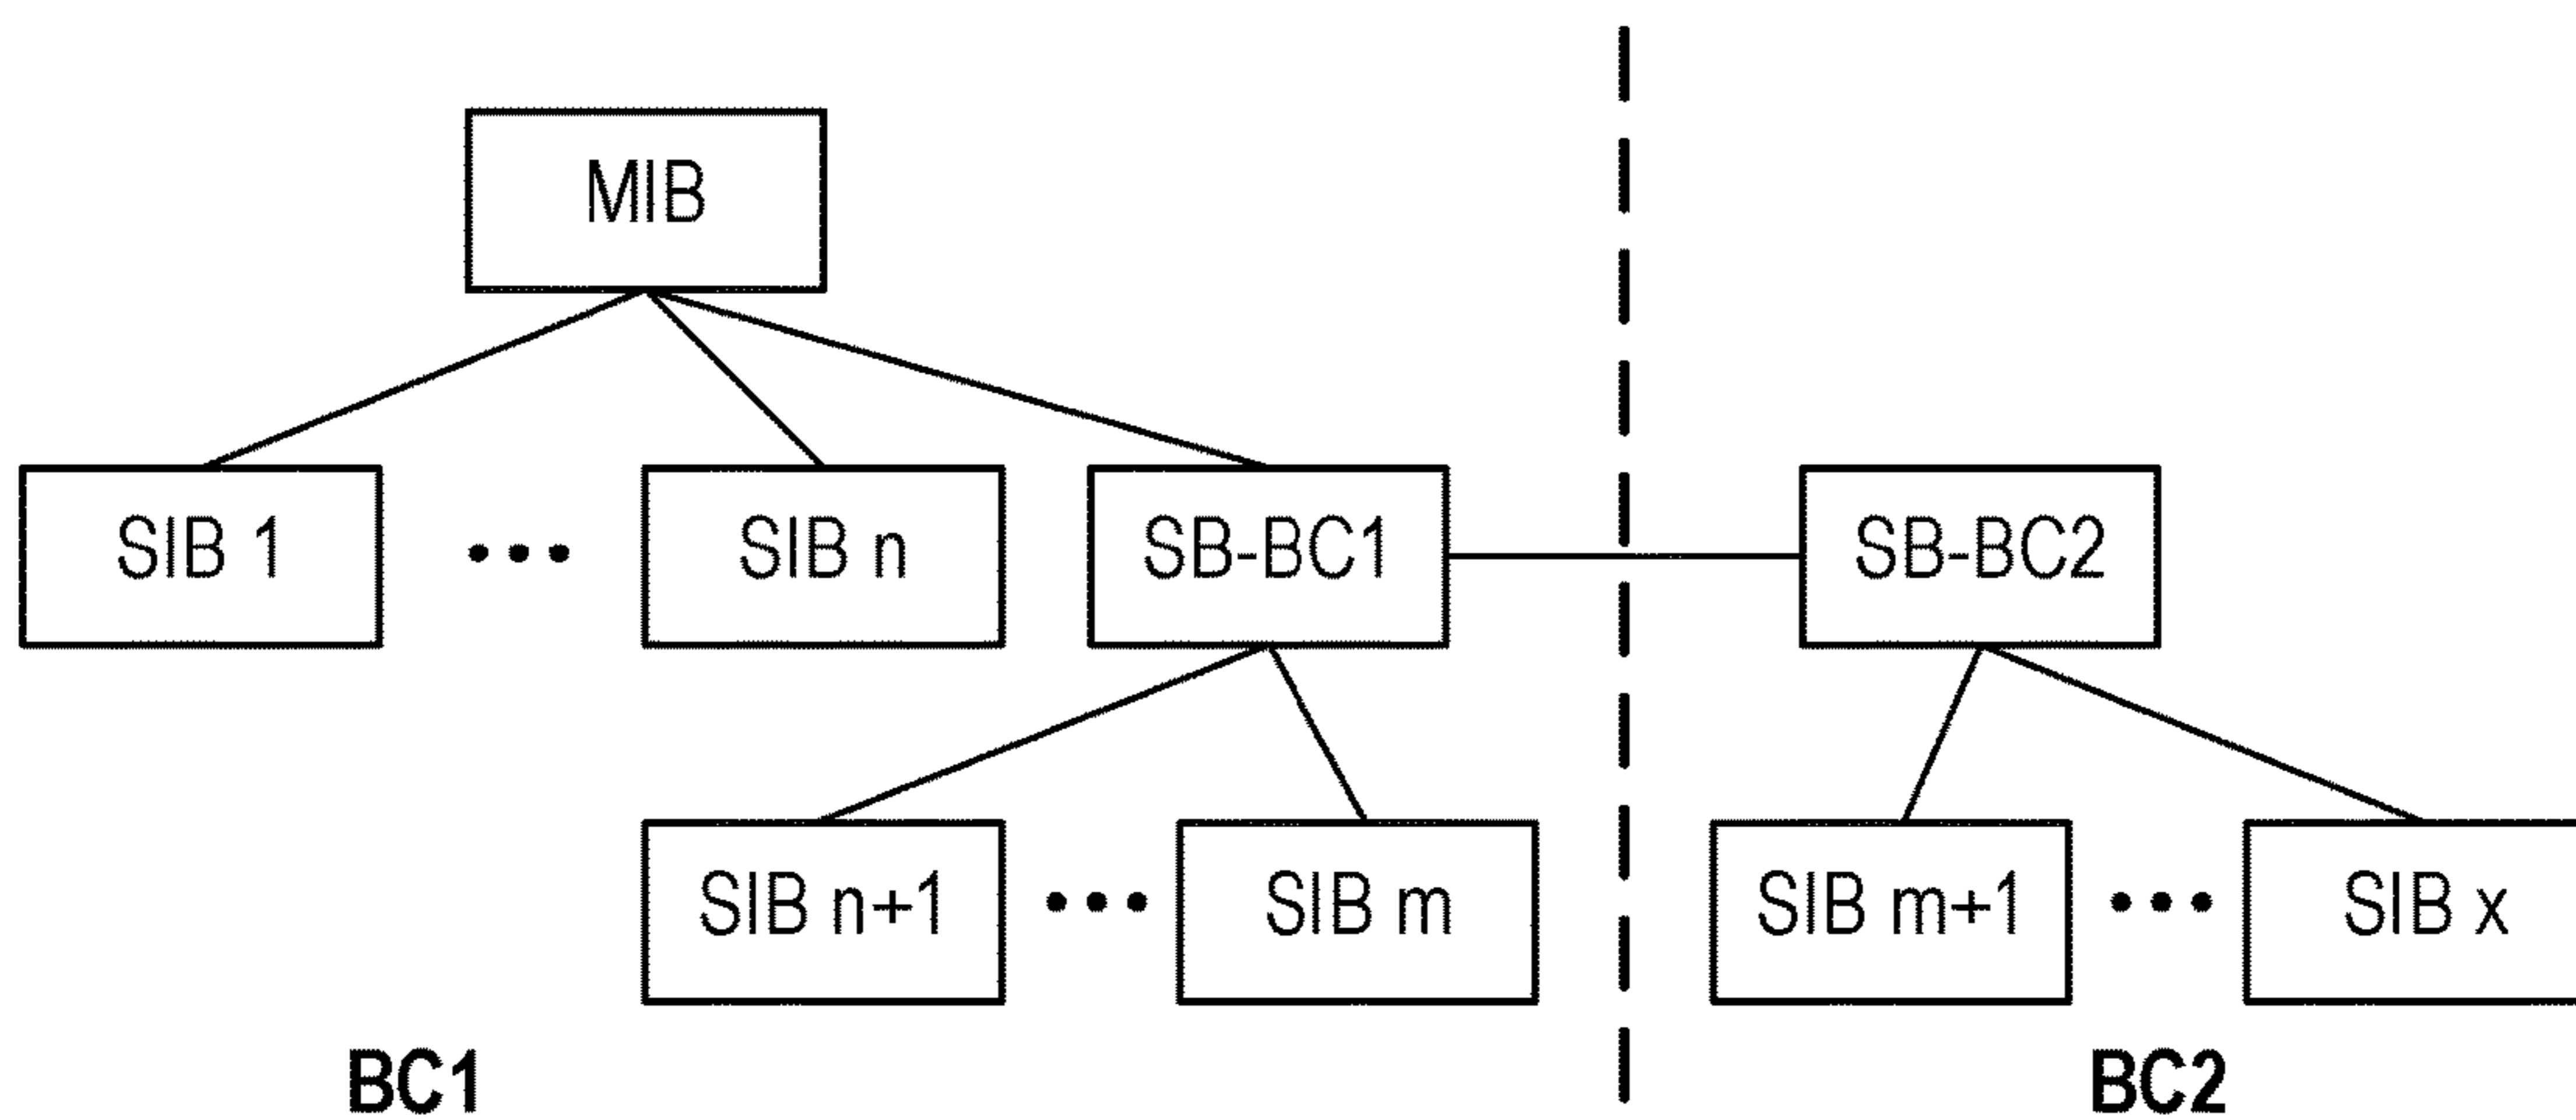 MIB
SIB 1 ••• SIB n SB-BC1 SB-BC2
SIB n+1 ••• SIB m SIB m+1 ••• SIB x
BC1 BC2